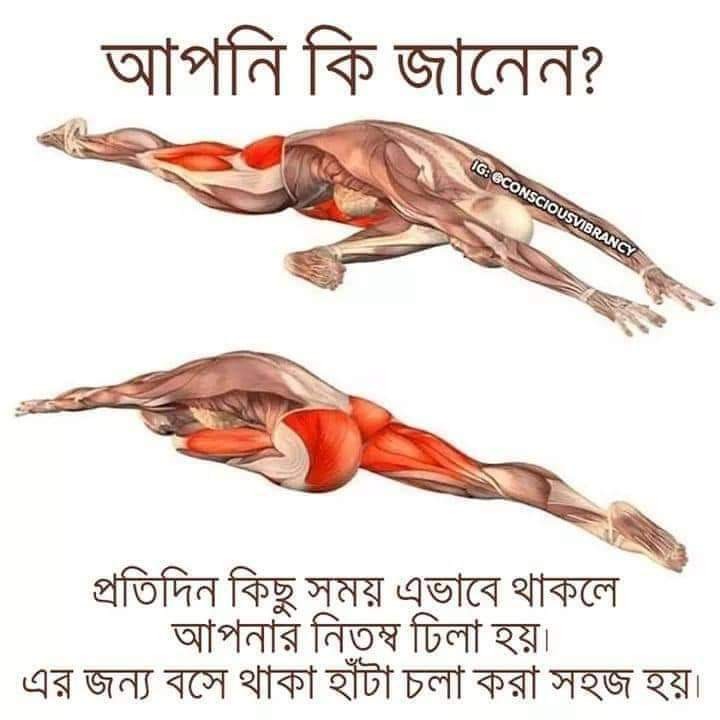 আপনি কি জানেন?
IG: @CONSCIOUSVIBRANCY
প্রতিদিন কিছু সময় এভাবে থাকলে
আপনার নিতম্ব ঢিলা হয়।
এর জন্য বসে থাকা হাঁটা চলা করা সহজ হয়।